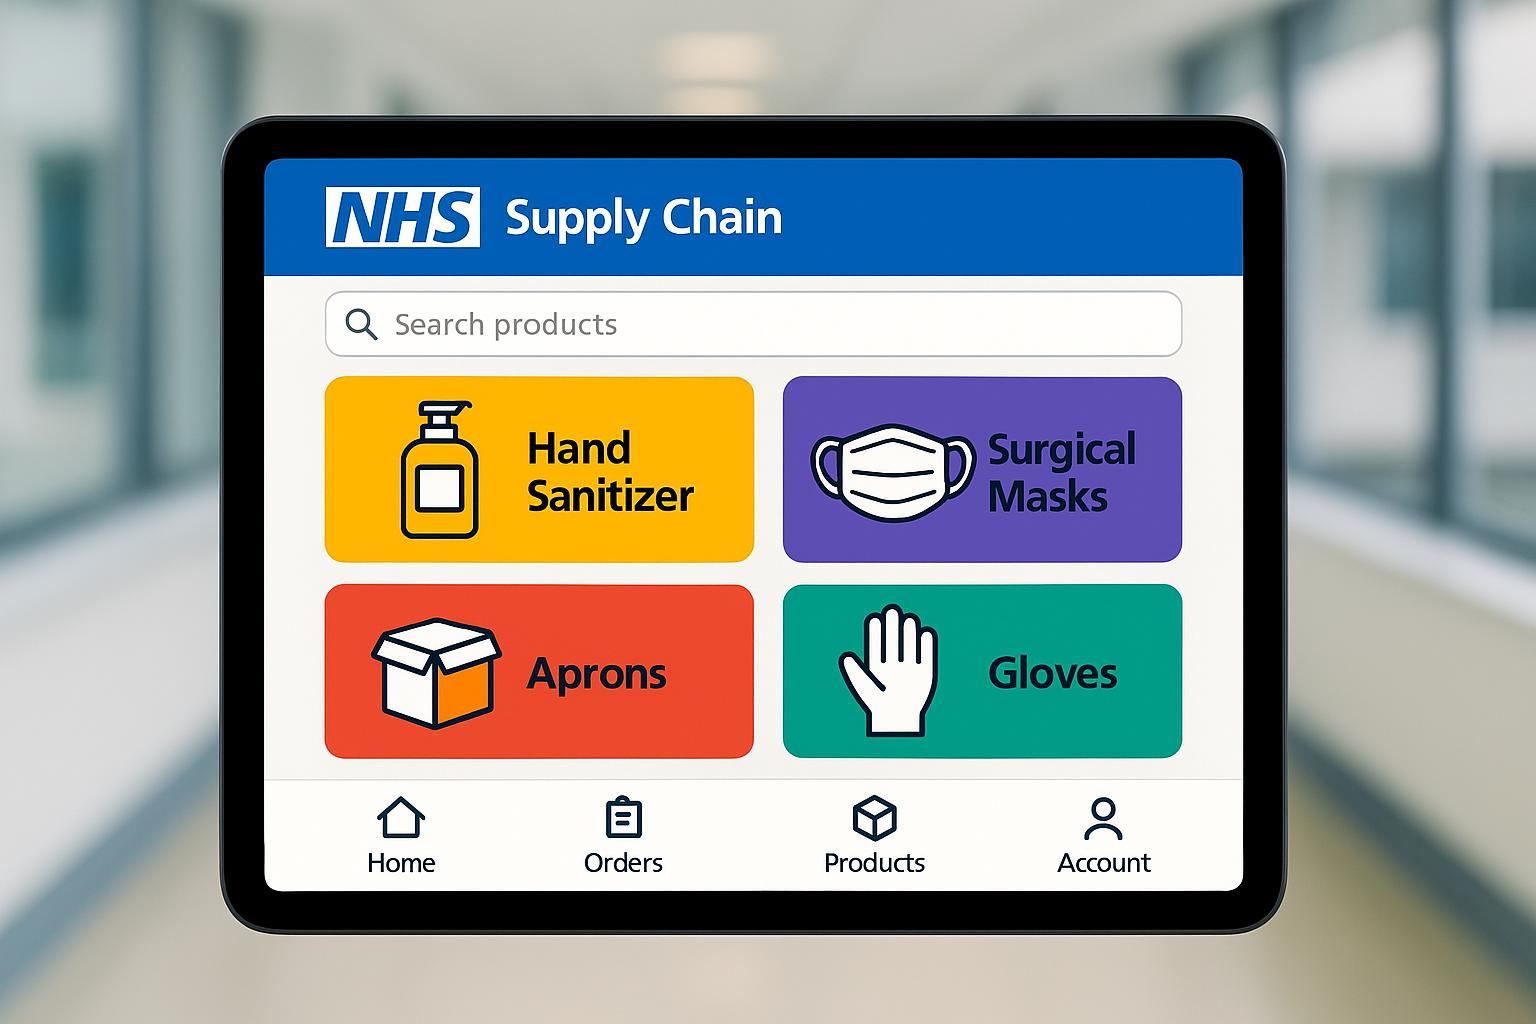 NHS Supply Chain
Search products
Hand
Sanitizer
Surgical
Masks
Aprons
Gloves
Home
Orders
Products
Account